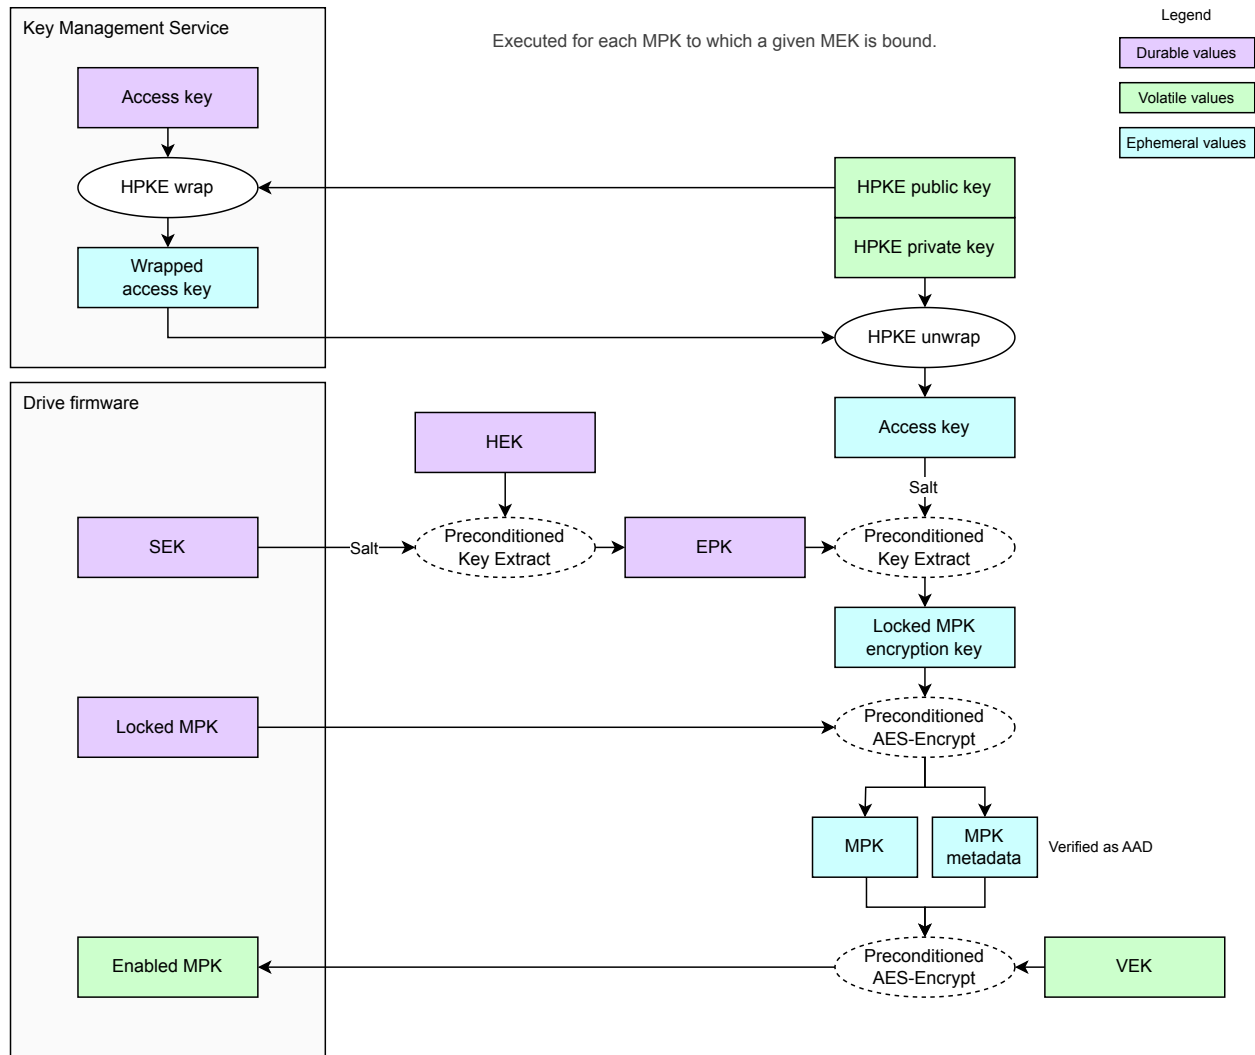 Key Management Service
Executed for each MPK to which a given MEK is bound.
Legend
Durable values
Volatile values
Ephemeral values
Access key
HPKE wrap
Wrapped
access key
HPKE public key
HPKE private key
HPKE unwrap
Access key
Salt
Drive firmware
HEK
SEK
Salt
Preconditioned
Key Extract
EPK
Preconditioned
Key Extract
Locked MPK
encryption key
Locked MPK
Preconditioned
AES-Encrypt
MPK
MPK
metadata
Verified as AAD
Enabled MPK
Preconditioned
AES-Encrypt
VEK